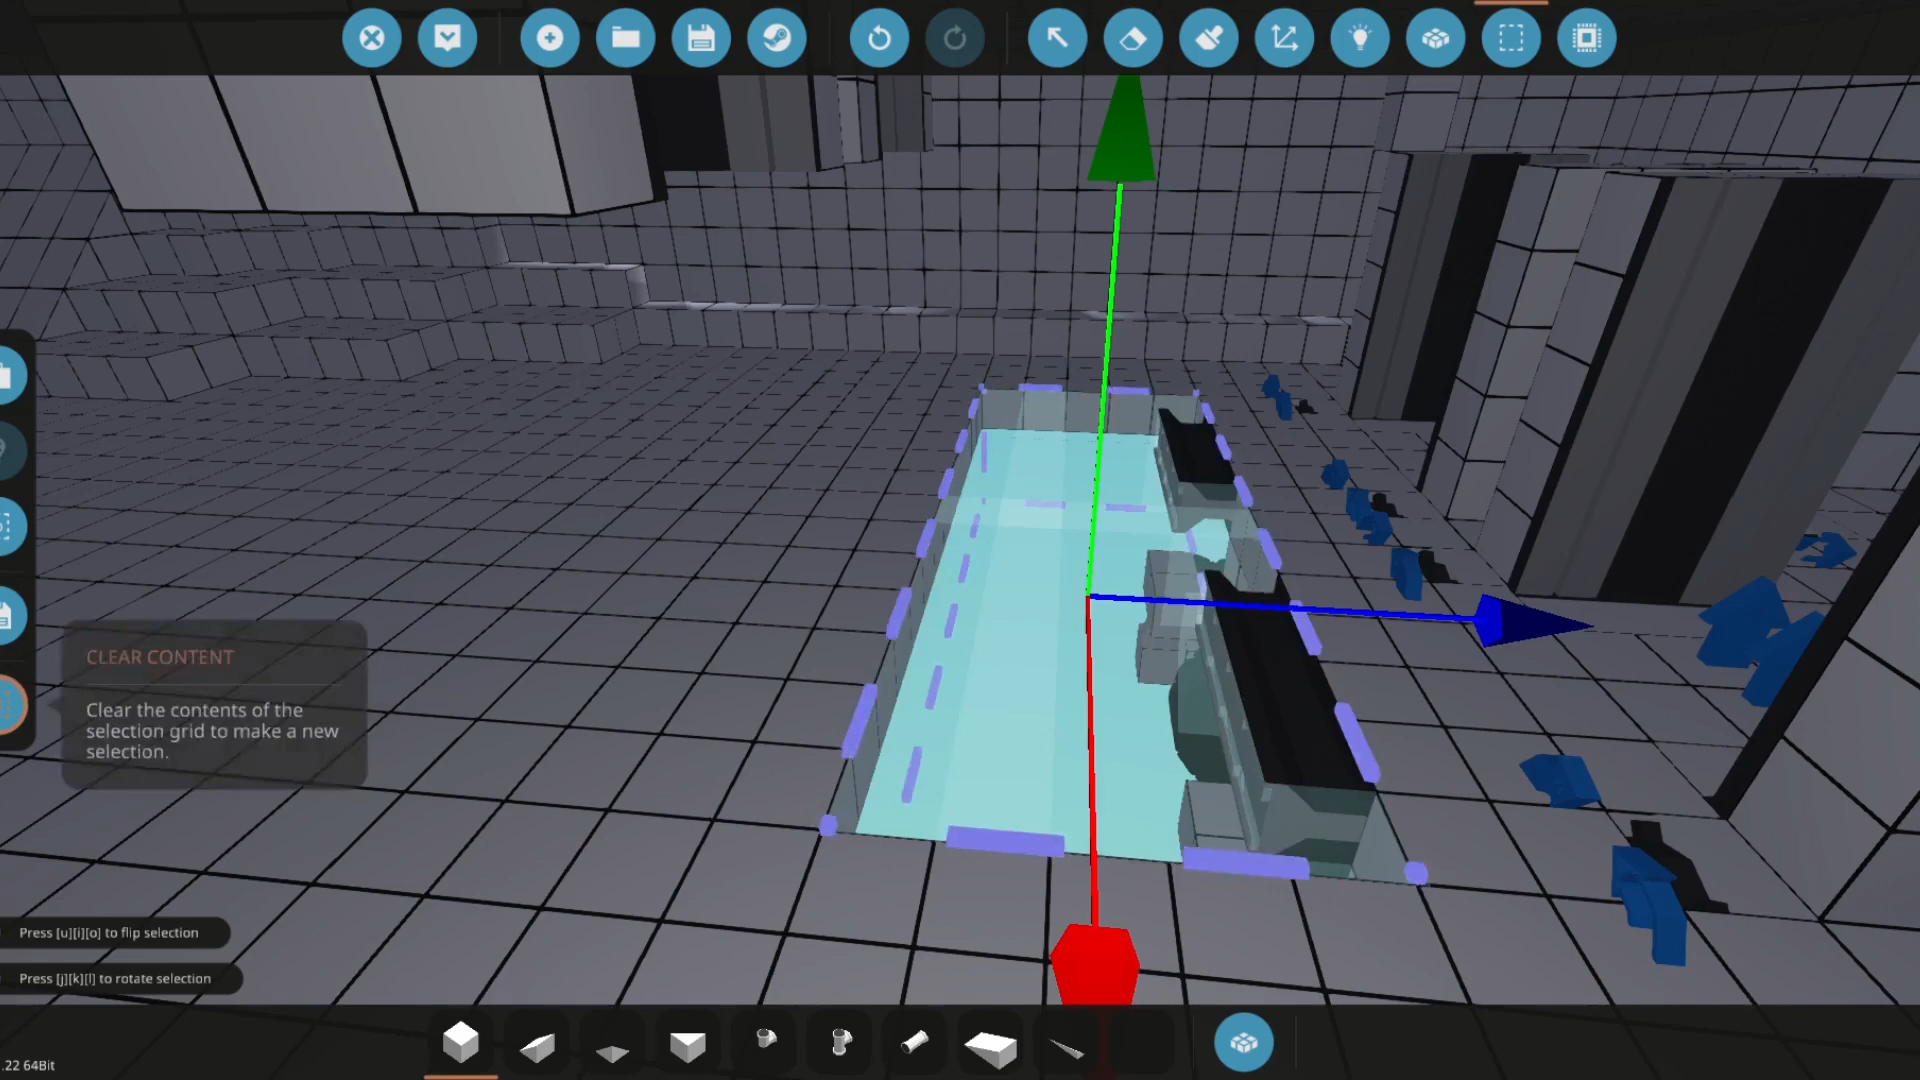 CLEAR CONTENT
Clear the contents of the
selection grid to make a new
selection.
Press [u][i][o] to flip selection
Press [j][k][l] to rotate selection
.22 64Bit